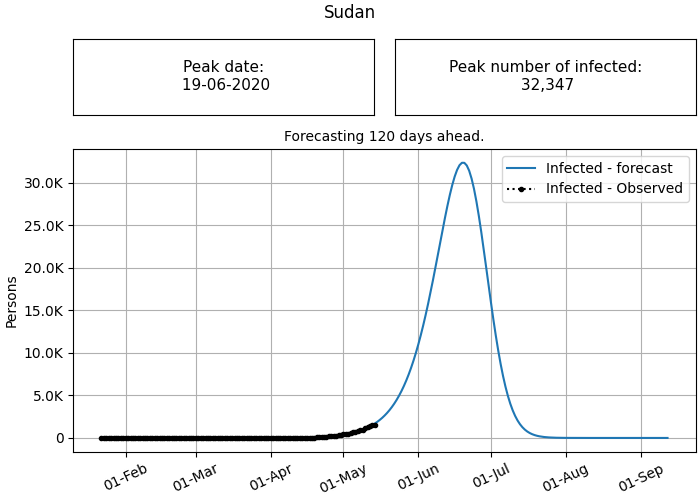 Sudan
Peak date:
19-06-2020
Peak number of infected:
32,347
Forecasting 120 days ahead.
Infected - forecast
Infected - Observed
Persons
30.0K
25.0K
20.0K
15.0K
10.0K
5.0K
0
01-Feb
01-Mar
01-Apr
01-May
01-Jun
01-Jul
01-Aug
01-Sep